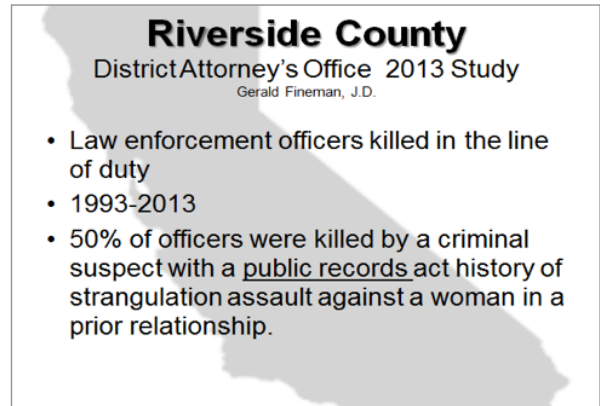 Riverside County
District Attorney's Office 2013 Study
Gerald Fineman, J.D.
• Law enforcement officers killed in the line
of duty
• 1993-2013
• 50% of officers were killed by a criminal
suspect with a public records act history of
strangulation assault against a woman in a
prior relationship.